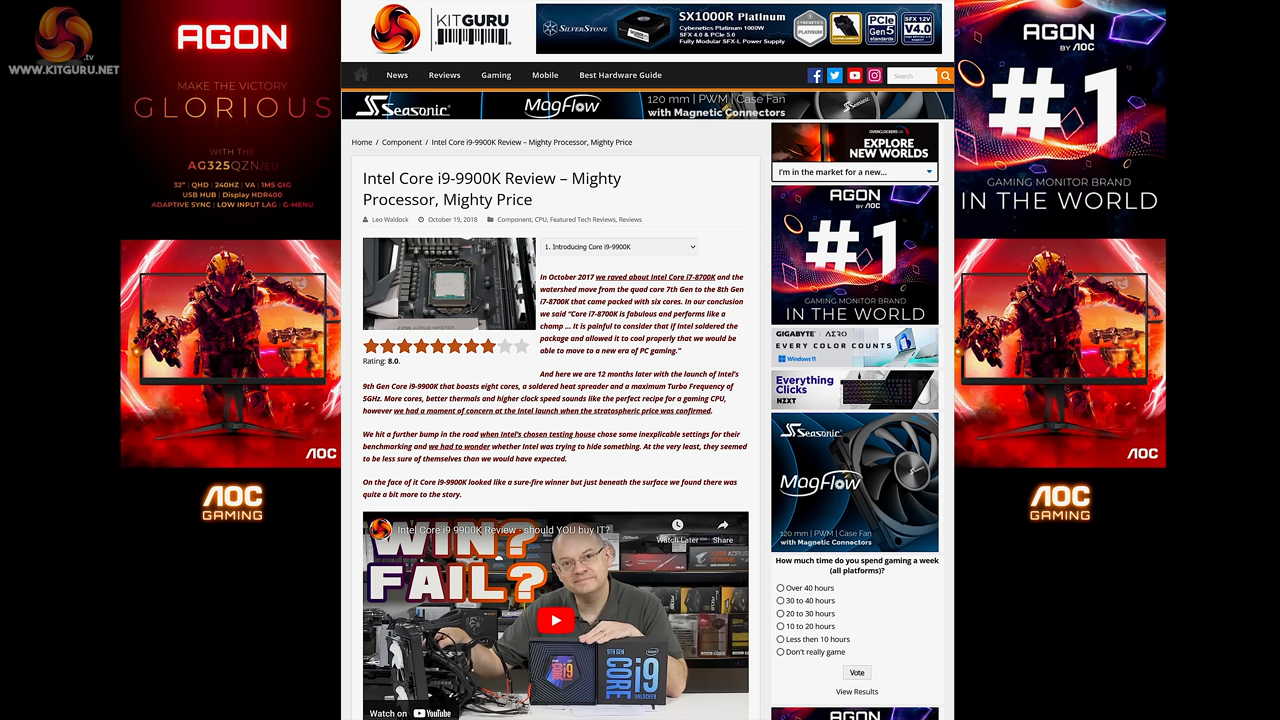 .tv
WWW.KITGURU.NET
AGON
MAKE THE VICTORY
GLORIOUS
WITH THE
AG325QZN/EU
32" | QHD | 240HZ | VA | 1MS GtG
USB HUB | Display HDR400
ADAPTIVE SYNC | LOW INPUT LAG | G-MENU
AOC
AOC
GAMING
KITGURU
SILVERSTONE
SX1000R Platinum
Cybenetics Platinum 1000W
SFX 4.0 & PCIe 5.0
Fully Modular SFX-L Power Supply
CYBENETICS
PLATINUM
PCIe
Gen5
standards
SFX 12V
V4.0
News
Reviews
Gaming
Mobile
Best Hardware Guide
Search
Seasonic
MagFlow
120 mm | PWM | Case Fan
with Magnetic Connectors
Seasonic
Home / Component / Intel Core i9-9900K Review – Mighty Processor, Mighty Price
Intel Core i9-9900K Review – Mighty
Processor, Mighty Price
Leo Waldock October 19, 2018 Component, CPU, Featured Tech Reviews, Reviews
1. Introducing Core i9-9900K
Rating: 8.0.
In October 2017 we raved about Intel Core i7-8700K and the
watershed move from the quad core 7th Gen to the 8th Gen
i7-8700K that came packed with six cores. In our conclusion
we said “Core i7-8700K is fabulous and performs like a
champ … It is painful to consider that if Intel soldered the
package and allowed it to cool properly that we would be
able to move to a new era of PC gaming.”
And here we are 12 months later with the launch of Intel’s
9th Gen Core i9-9900K that boasts eight cores, a soldered heat spreader and a maximum Turbo Frequency of
5GHz. More cores, better thermals and higher clock speed sounds like the perfect recipe for a gaming CPU,
however we had a moment of concern at the Intel launch when the stratospheric price was confirmed.
We hit a further bump in the road when Intel’s chosen testing house chose some inexplicable settings for their
benchmarking and we had to wonder whether Intel was trying to hide something. At the very least, they seemed
to be less sure of themselves than we would have expected.
On the face of it Core i9-9900K looked like a sure-fire winner but just beneath the surface we found there was
quite a bit more to the story.
Intel Core i9 9900K Review - should YOU buy IT?
Watch Later
Share
WIN?
FAIL?
CORE
i9
9TH GEN
CORE
i9
UNLOCKED
Watch on YouTube
OVERCLOCKERS UK
EXPLORE
NEW WORLDS
I'm in the market for a new...
AGON
BY AOC
#1
GAMING MONITOR BRAND
IN THE WORLD
GIGABYTE | AERO
EVERY COLOR COUNTS
Windows 11
Everything
Clicks
NZXT
Seasonic
MagFlow
120 mm | PWM | Case Fan
with Magnetic Connectors
How much time do you spend gaming a week
(all platforms)?
Over 40 hours
30 to 40 hours
20 to 30 hours
10 to 20 hours
Less then 10 hours
Don't really game
Vote
View Results
AGON
AGON
BY AOC
#1
GAMING MONITOR BRAND
IN THE WORLD
AOC
AOC
GAMING